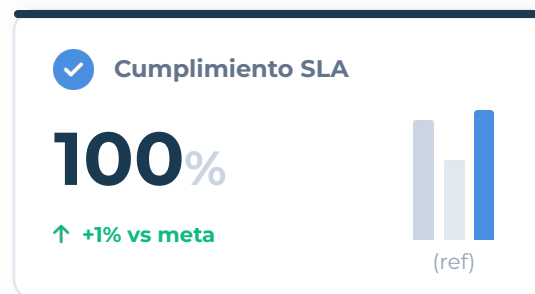 Cumplimiento SLA
100%
+1% vs meta
(ref)